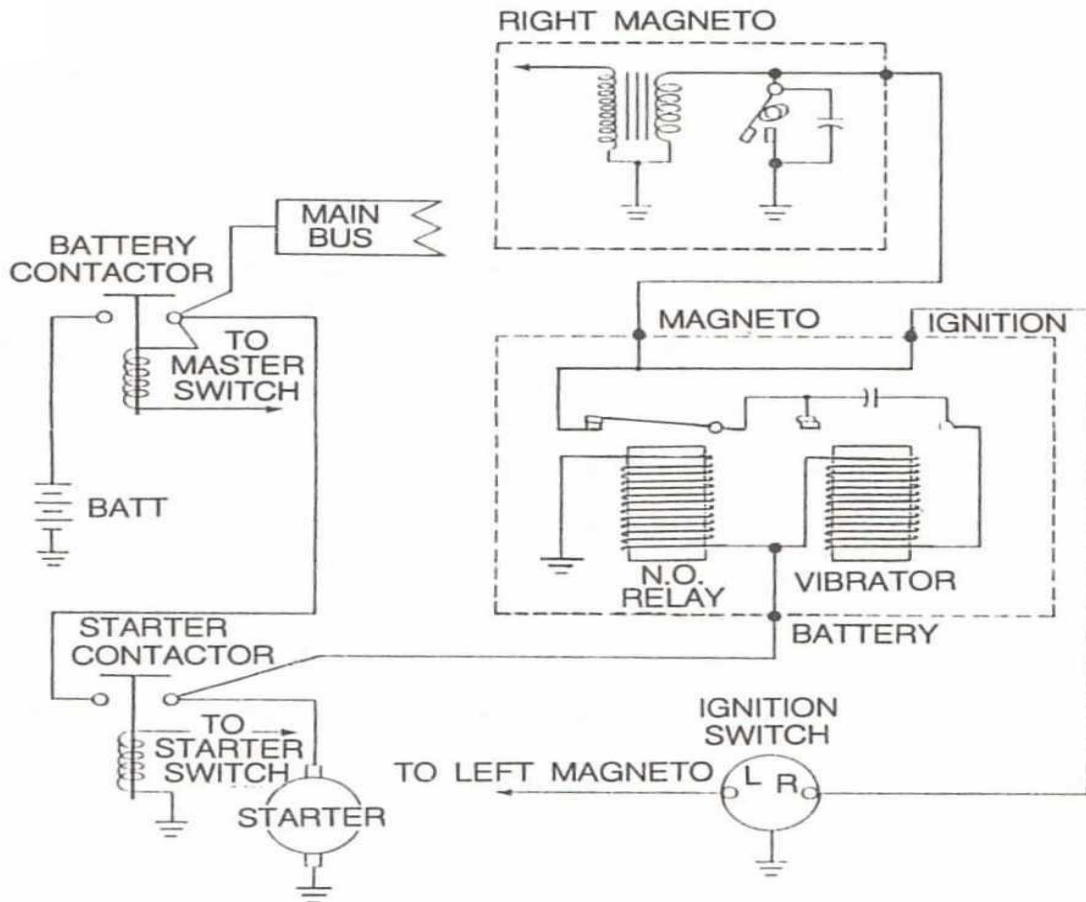 RIGHT MAGNETO
MAIN
BUS
BATTERY
CONTACTOR
TO
MASTER
SWITCH
MAGNETO
IGNITION
BATT
N.O.
RELAY
VIBRATOR
BATTERY
STARTER
CONTACTOR
TO
STARTER
SWITCH
IGNITION
SWITCH
TO LEFT MAGNETO
L R
STARTER